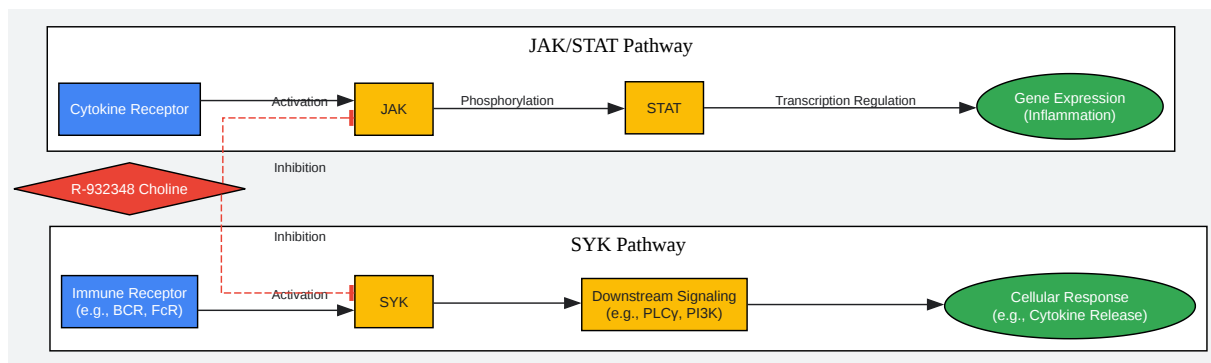 JAK/STAT Pathway
Cytokine Receptor
Activation
JAK
Phosphorylation
STAT
Transcription Regulation
Gene Expression
(Inflammation)
Inhibition
R-932348 Choline
Inhibition
SYK Pathway
Immune Receptor
(e.g., BCR, FcR)
Activation
SYK
Downstream Signaling
(e.g., PLCγ, PI3K)
Cellular Response
(e.g., Cytokine Release)